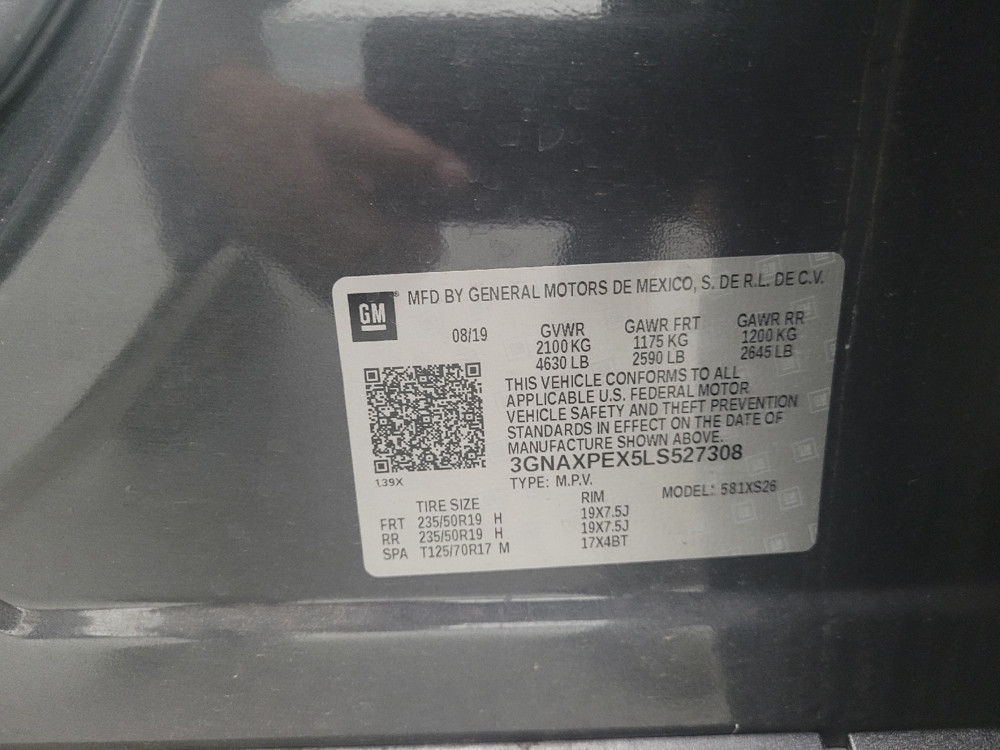 GM
®
MFD BY GENERAL MOTORS DE MEXICO, S. DE R.L. DE C.V.
08/19 GVWR GAWR FRT GAWR RR
2100 KG 1175 KG 1200 KG
4630 LB 2590 LB 2645 LB
THIS VEHICLE CONFORMS TO ALL
APPLICABLE U.S. FEDERAL MOTOR
VEHICLE SAFETY AND THEFT PREVENTION
STANDARDS IN EFFECT ON THE DATE OF
MANUFACTURE SHOWN ABOVE.
3GNAXPEX5LS527308
1.39X
TYPE: M.P.V. MODEL: 581XS26
TIRE SIZE RIM
FRT 235/50R19 H 19X7.5J
RR 235/50R19 H 19X7.5J
SPA T125/70R17 M 17X4BT